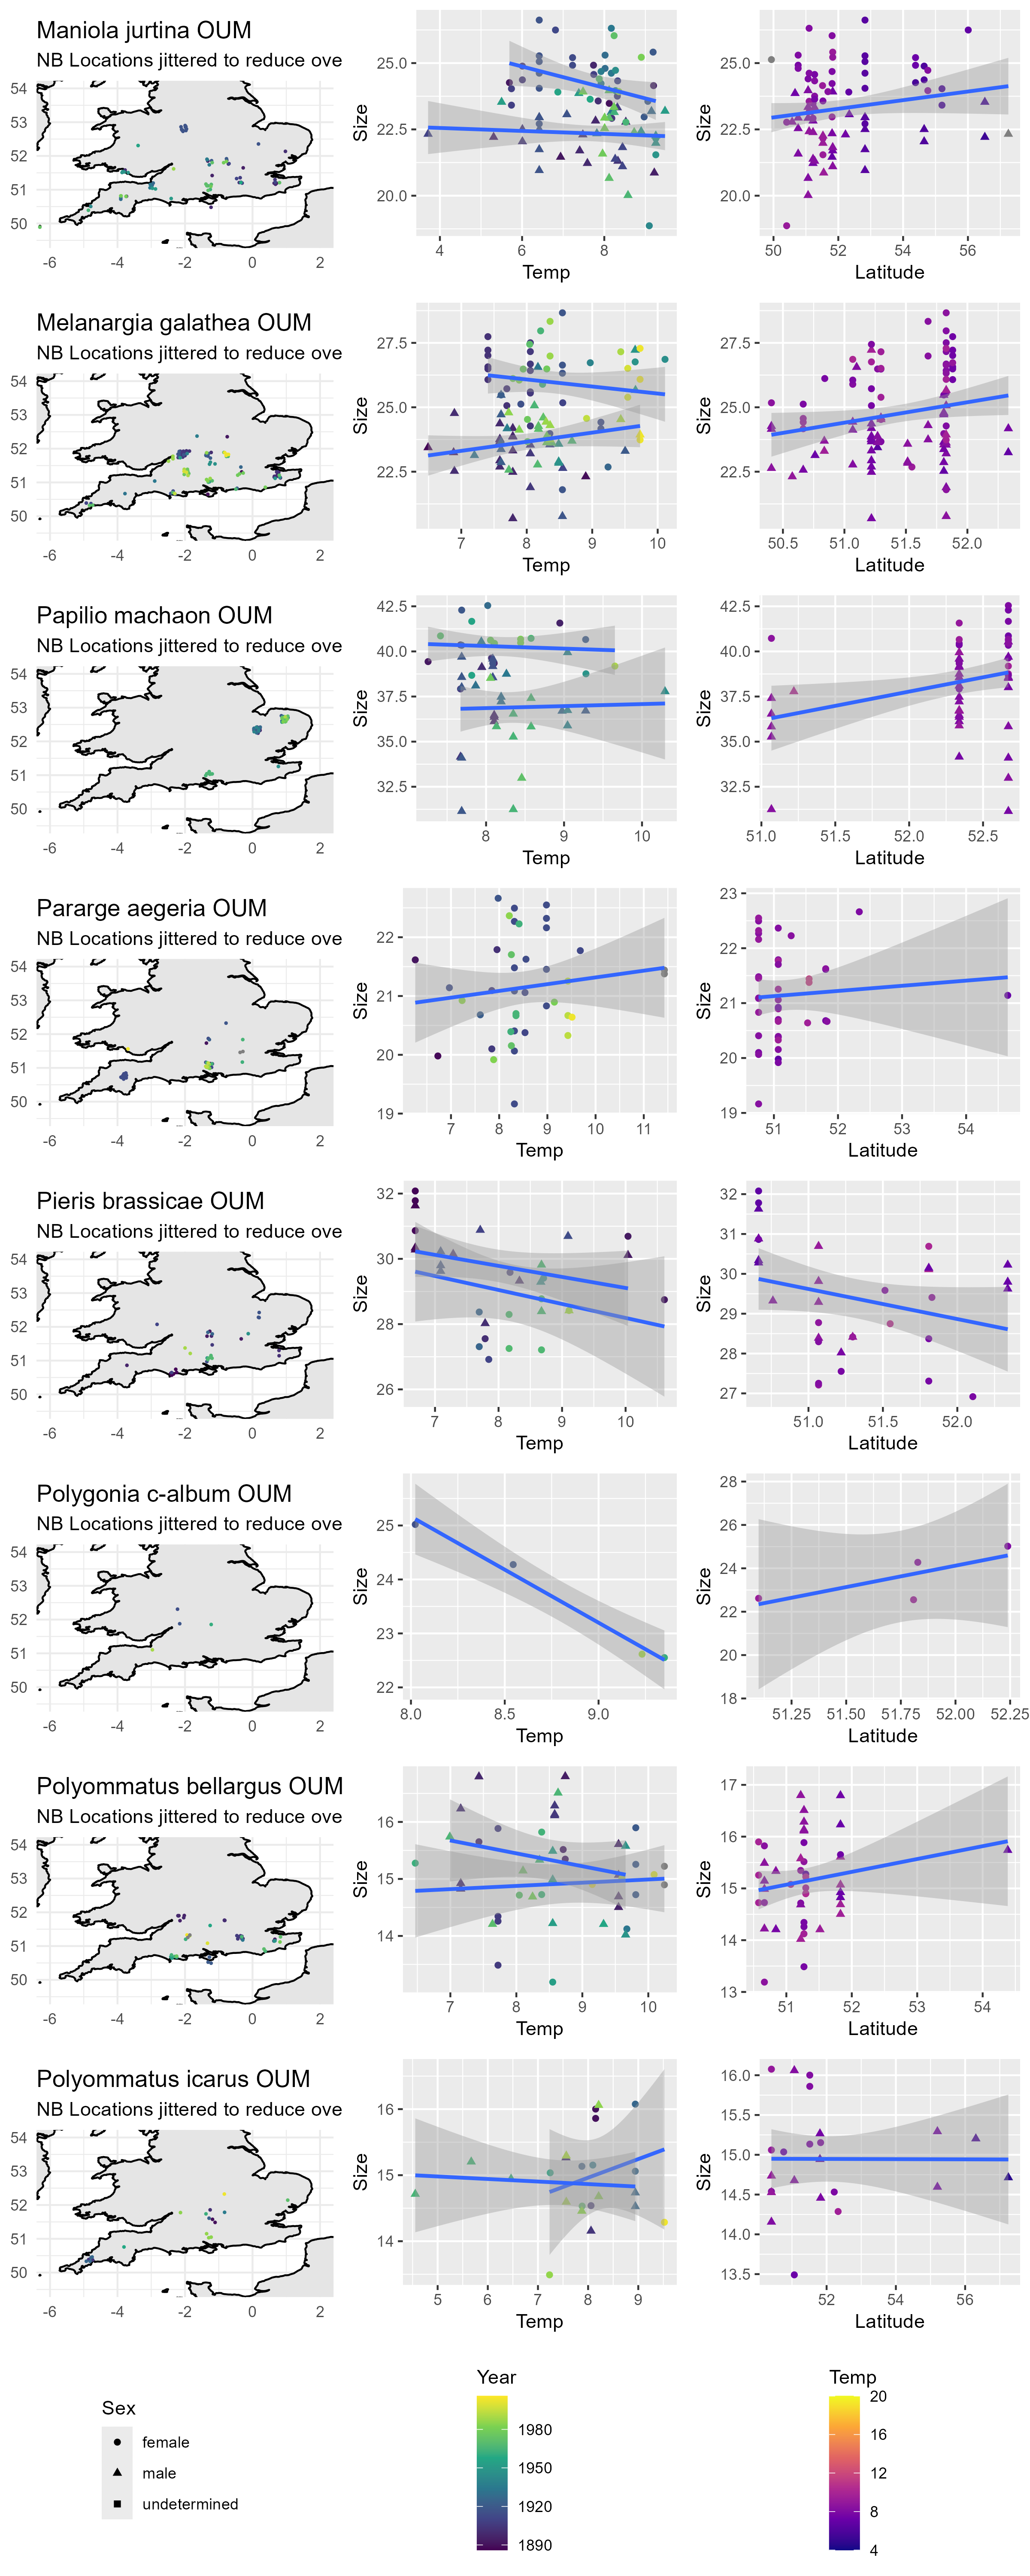 Maniola jurtina OUM
NB Locations jittered to reduce ove
54
53
52
51
50
-6 -4 -2 0 2
Size
25.0
22.5
20.0
4 6 8
Temp
Size
25.0
22.5
20.0
50 52 54 56
Latitude
Melanargia galathea OUM
NB Locations jittered to reduce ove
54
53
52
51
50
-6 -4 -2 0 2
Size
27.5
25.0
22.5
7 8 9 10
Temp
Size
27.5
25.0
22.5
50.5 51.0 51.5 52.0
Latitude
Papilio machaon OUM
NB Locations jittered to reduce ove
54
53
52
51
50
-6 -4 -2 0 2
Size
42.5
40.0
37.5
35.0
32.5
8 9 10
Temp
Size
42.5
40.0
37.5
35.0
32.5
51.0 51.5 52.0 52.5
Latitude
Pararge aegeria OUM
NB Locations jittered to reduce ove
54
53
52
51
50
-6 -4 -2 0 2
Size
22
21
20
19
7 8 9 10 11
Temp
Size
23
22
21
20
19
51 52 53 54
Latitude
Pieris brassicae OUM
NB Locations jittered to reduce ove
54
53
52
51
50
-6 -4 -2 0 2
Size
32
30
28
26
7 8 9 10
Temp
Size
32
31
30
29
28
27
51.0 51.5 52.0
Latitude
Polygonia c-album OUM
NB Locations jittered to reduce ove
54
53
52
51
50
-6 -4 -2 0 2
Size
25
24
23
22
8.0 8.5 9.0
Temp
Size
28
26
24
22
20
18
51.25 51.50 51.75 52.00 52.25
Latitude
Polyommatus bellargus OUM
NB Locations jittered to reduce ove
54
53
52
51
50
-6 -4 -2 0 2
Size
16
15
14
7 8 9 10
Temp
Size
17
16
15
14
13
51 52 53 54
Latitude
Polyommatus icarus OUM
NB Locations jittered to reduce ove
54
53
52
51
50
-6 -4 -2 0 2
Size
16
15
14
5 6 7 8 9
Temp
Size
16.0
15.5
15.0
14.5
14.0
13.5
52 54 56
Latitude
Sex
female
male
undetermined
Year
1980
1950
1920
1890
Temp
20
16
12
8
4